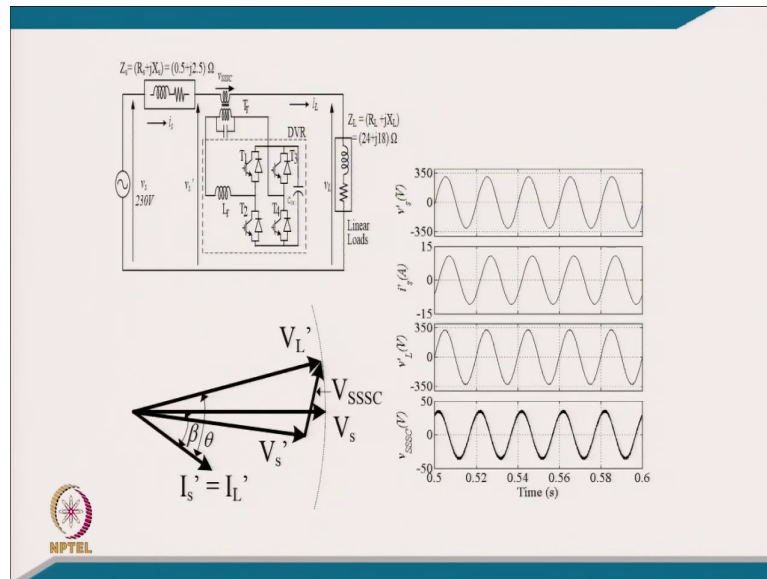 Zs=(Rs+jXs)=(0.5+j2.5) Ω
vSSSC
is
iL
Tr
ZL = (RL +jXL)
= (24+j18) Ω
DVR
T1
T3
vs
230V
vs'
Lr
T2
T4
CDC
vL
Linear
Loads
v's(V)
350
0
-350
i's(A)
15
0
-15
v'L(V)
350
0
-350
vSSSC(V)
50
0
-50
0.5 0.52 0.54 0.56 0.58 0.6
Time (s)
VL'
VSSSC
Vs
Vs'
β
θ
Is' = IL'
NPTEL